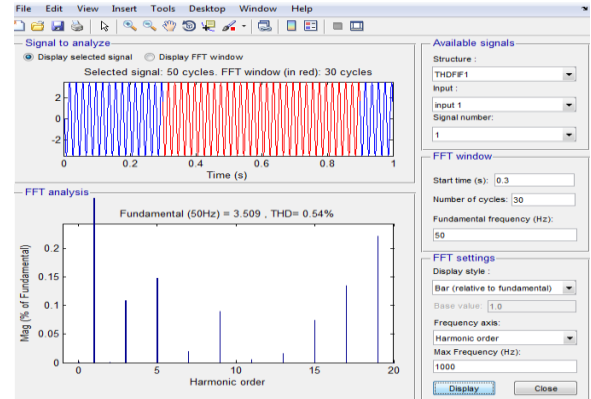 File Edit View Insert Tools Desktop Window Help
Signal to analyze
Display selected signal Display FFT window
Selected signal: 50 cycles. FFT window (in red): 30 cycles
2
0
-2
0 0.2 0.4 0.6 0.8 1
Time (s)
FFT analysis
Fundamental (50Hz) = 3.509 , THD= 0.54%
Mag (% of Fundamental)
0.2
0.15
0.1
0.05
0
0 5 10 15 20
Harmonic order
Available signals
Structure :
THDFIF1
Input :
input 1
Signal number:
1
FFT window
Start time (s): 0.3
Number of cycles: 30
Fundamental frequency (Hz):
50
FFT settings
Display style :
Bar (relative to fundamental)
Base value: 1.0
Frequency axis:
Harmonic order
Max Frequency (Hz):
1000
Display Close